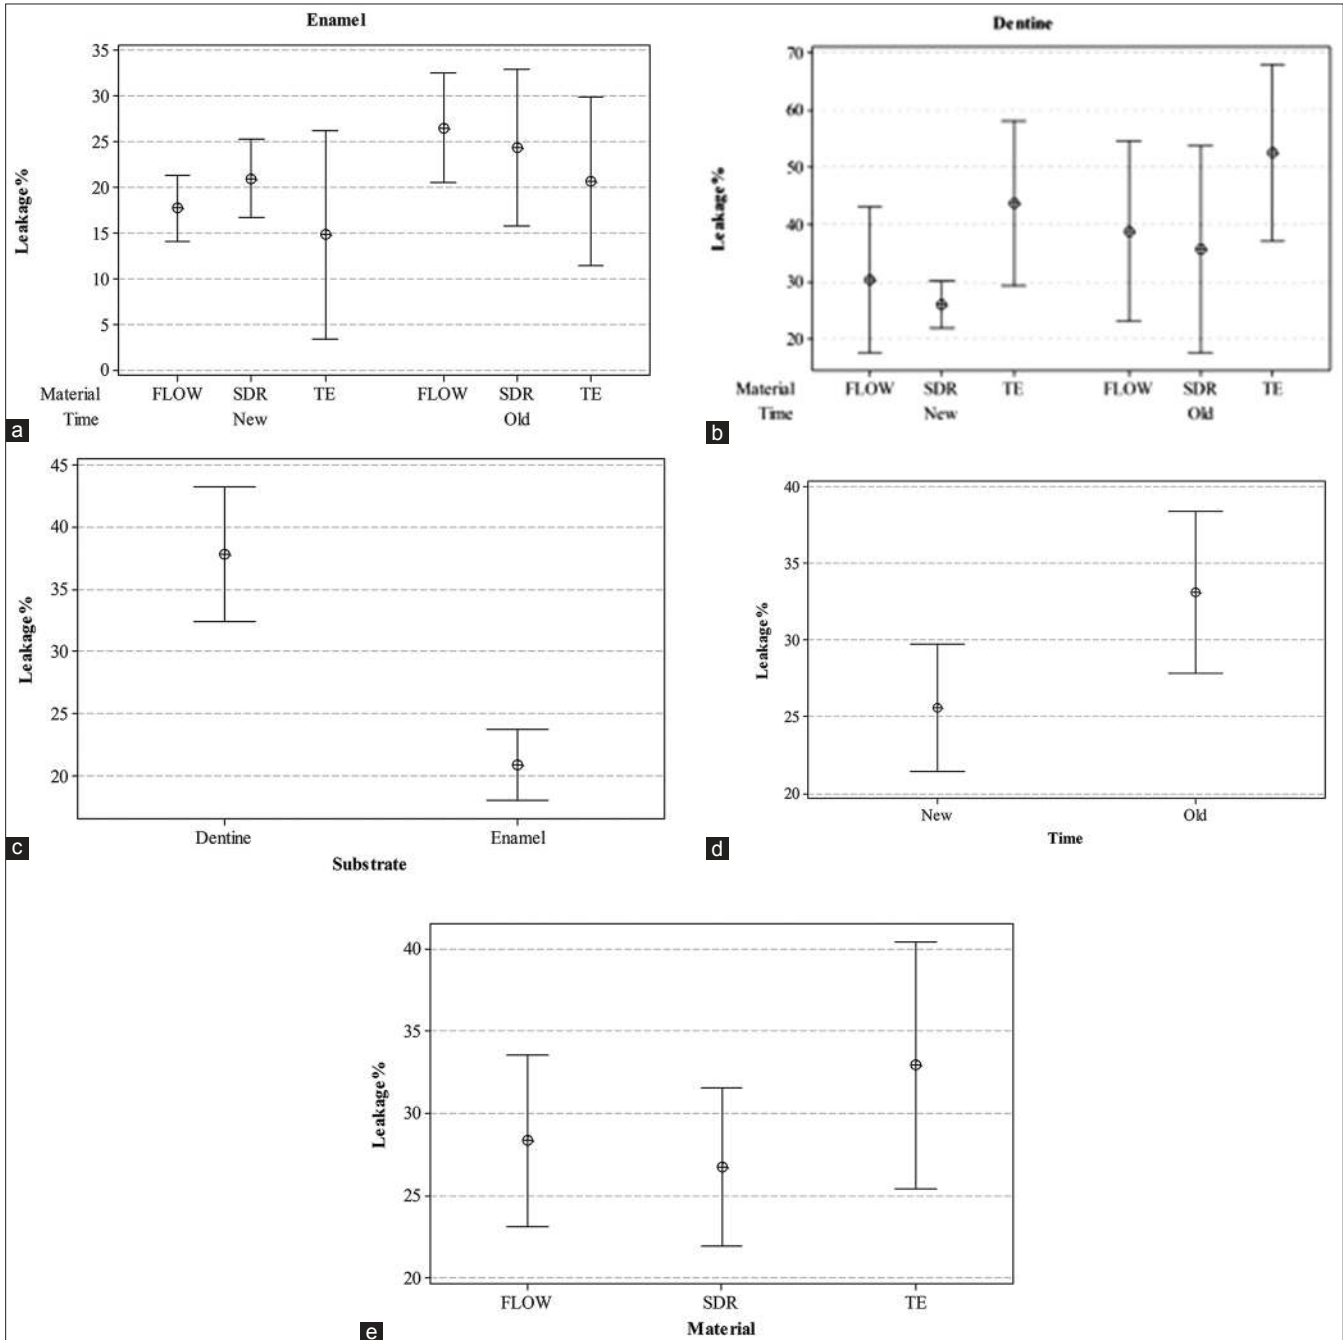 Enamel
35
30
25
20
15
10
5
0
Leakage%
Material FLOW SDR TE FLOW SDR TE
Time New Old
a
Dentine
70
60
50
40
30
20
Leakage%
Material FLOW SDR TE FLOW SDR TE
Time New Old
b
45
40
35
30
25
20
Leakage%
Dentine Enamel
Substrate
c
40
35
30
25
20
Leakage%
New Old
Time
d
40
35
30
25
20
Leakage%
FLOW SDR TE
Material
e